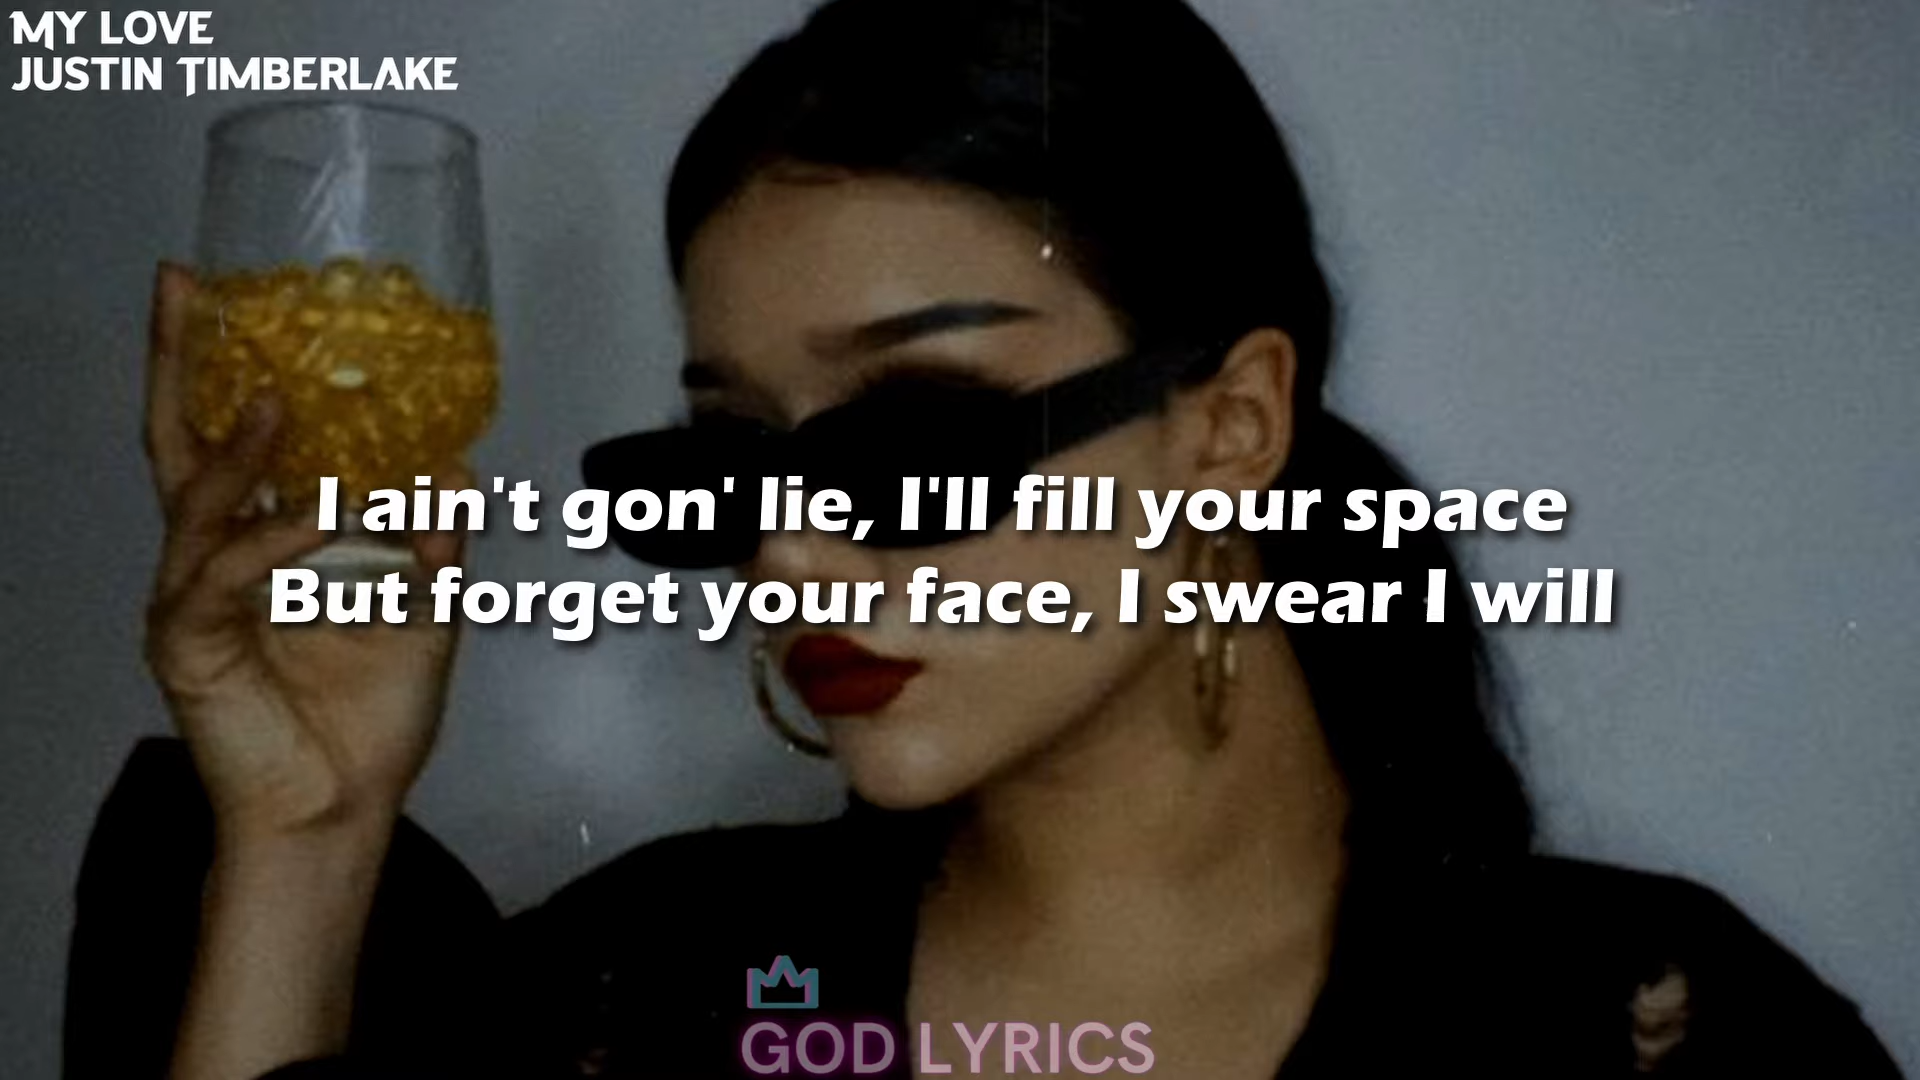 MY LOVE
JUSTIN TIMBERLAKE
I ain't gon' lie, I'll fill your space
But forget your face, I swear I will
GOD LYRICS